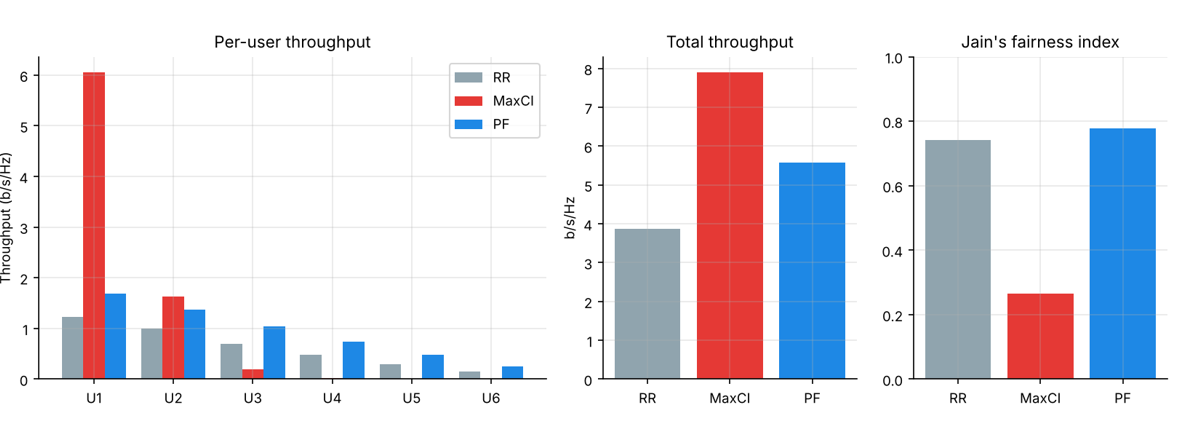 Per-user throughput
Throughput (b/s/Hz)
6
5
4
3
2
1
0
U1
U2
U3
U4
U5
U6
RR
MaxCI
PF
Total throughput
b/s/Hz
8
7
6
5
4
3
2
1
0
RR
MaxCI
PF
Jain's fairness index
1.0
0.8
0.6
0.4
0.2
0.0
RR
MaxCI
PF